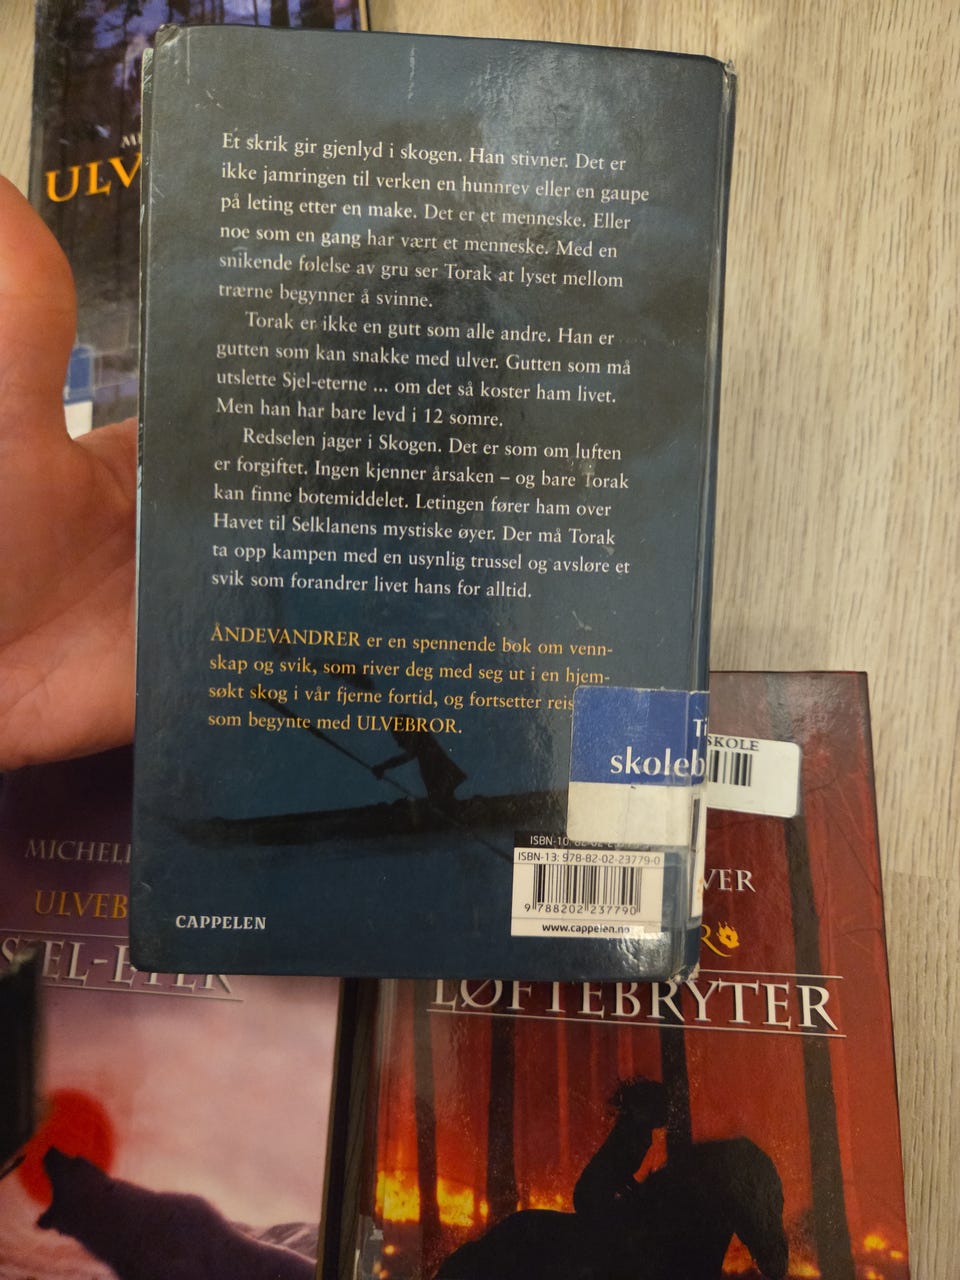 ULV
Et skrik gir gjenlyd i skogen. Han stivner. Det er
ikke jamringen til verken en hunnrev eller en gaupe
på leting etter en make. Det er et menneske. Eller
noe som en gang har vært et menneske. Med en
snikende følelse av gru ser Torak at lyset mellom
trærne begynner å svinne.
Torak er ikke en gutt som alle andre. Han er
gutten som kan snakke med ulver. Gutten som må
utslette Sjel-eterne ... om det så koster ham livet.
Men han har bare levd i 12 somre.
Redselen jager i Skogen. Det er som om luften
er forgiftet. Ingen kjenner årsaken – og bare Torak
kan finne botemiddelet. Letingen fører ham over
Havet til Selklanens mystiske øyer. Der må Torak
ta opp kampen med en usynlig trussel og avsløre et
svik som forandrer livet hans for alltid.
ÅNDEVANDRER er en spennende bok om venn-
skap og svik, som river deg med seg ut i en hjem-
søkt skog i vår fjerne fortid, og fortsetter reis
som begynte med ULVEBROR.
skoleb
SKOLE
ISBN-13: 978-82-02-23779-0
9 788202 237790
www.cappelen.no
CAPPELEN
MICHELL
ULVEB
VER
LØFTEBRYTER